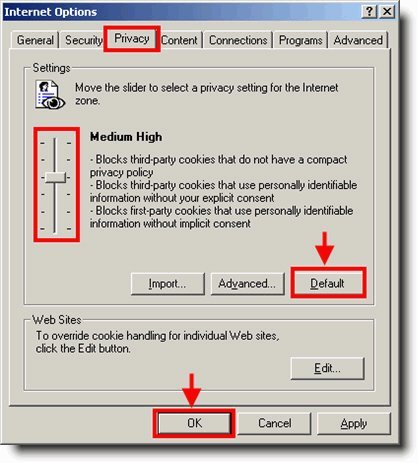 Internet Options
General Security Privacy Content Connections Programs Advanced
Settings
Move the slider to select a privacy setting for the Internet
zone.
Medium High
- Blocks third-party cookies that do not have a compact
privacy policy
- Blocks third-party cookies that use personally identifiable
information without your explicit consent
- Blocks first-party cookies that use personally identifiable
information without implicit consent
Import... Advanced... Default
Web Sites
To override cookie handling for individual Web sites,
click the Edit button.
Edit...
OK Cancel Apply